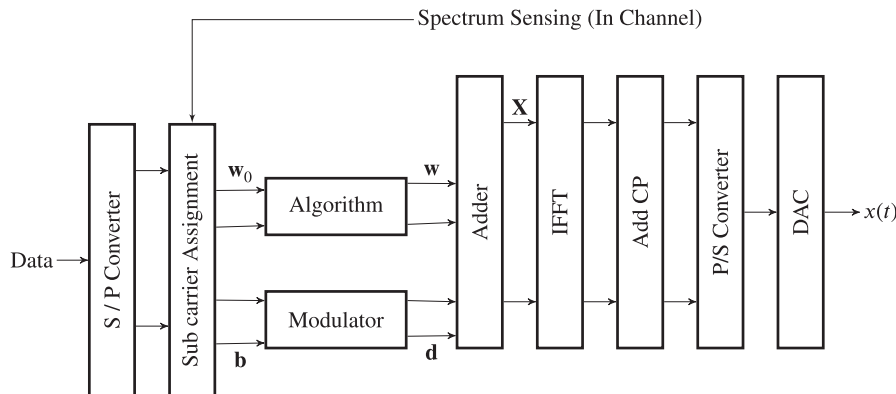 Spectrum Sensing (In Channel)
Data
S / P Converter
Sub carrier Assignment
w0
b
Algorithm
Modulator
w
d
Adder
X
IFFT
Add CP
P/S Converter
DAC
x(t)